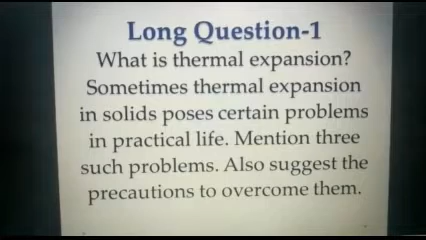 Long Question-1
What is thermal expansion?
Sometimes thermal expansion
in solids poses certain problems
in practical life. Mention three
such problems. Also suggest the
precautions to overcome them.